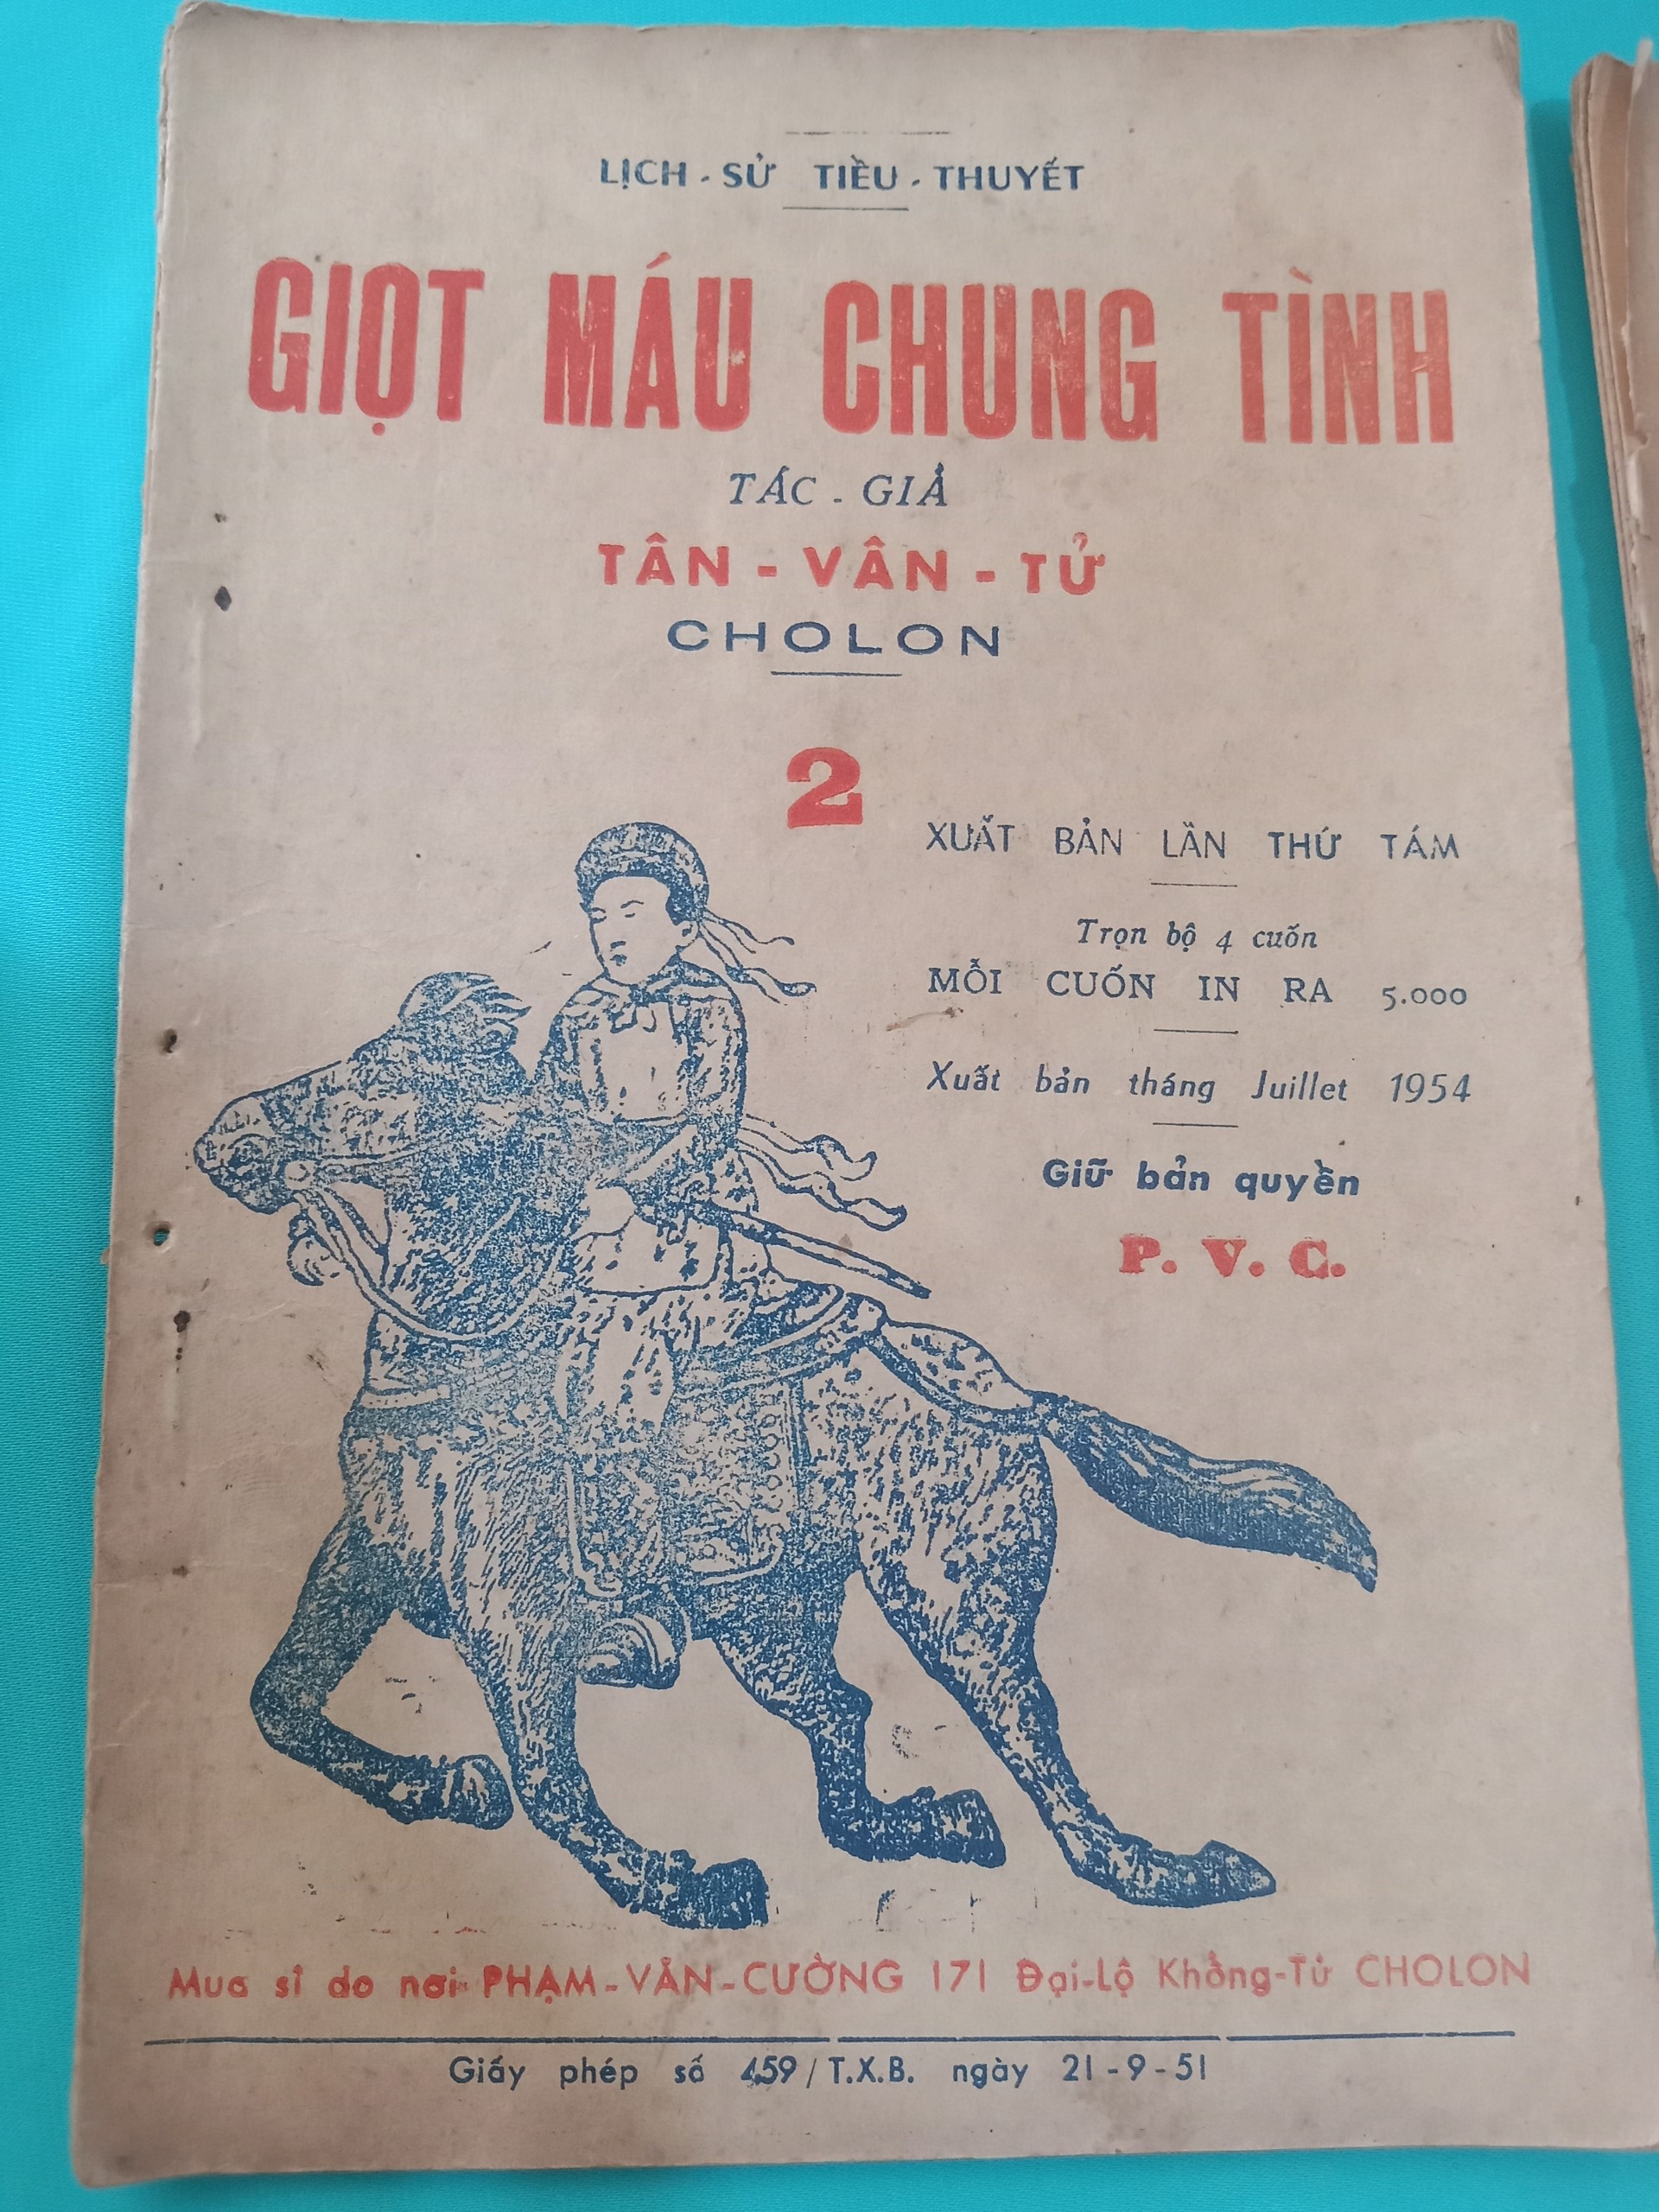 LỊCH - SỬ TIỀU - THUYẾT
GIỌT MÁU CHUNG TÌNH
TÁC - GIẢ
TÂN - VÂN - TỬ
CHOLON
2
XUẤT BẢN LẦN THỨ TÁM
Trọn bộ 4 cuốn
MỖI CUỐN IN RA 5.000
Xuất bản tháng Juillet 1954
Giữ bản quyền
P. V. C.
Mua sĩ do nơi PHẠM-VĂN-CƯỜNG 171 Đại-Lộ Khổng-Tử CHOLON
Giấy phép số 459 / T.X.B. ngày 21-9-51